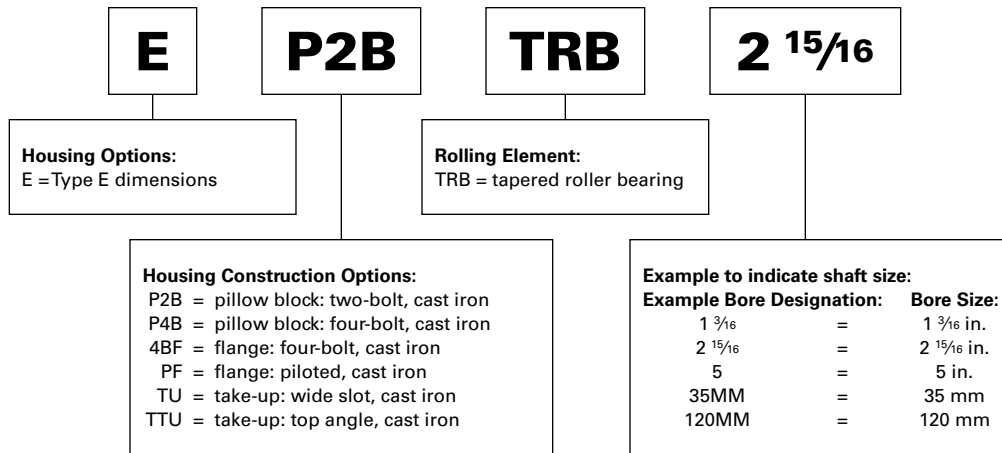 E P2B TRB 2 15/16
Housing Options:
E =Type E dimensions
Rolling Element:
TRB = tapered roller bearing
Housing Construction Options:
P2B = pillow block: two-bolt, cast iron
P4B = pillow block: four-bolt, cast iron
4BF = flange: four-bolt, cast iron
PF = flange: piloted, cast iron
TU = take-up: wide slot, cast iron
TTU = take-up: top angle, cast iron
Example to indicate shaft size:
Example Bore Designation: Bore Size:
1 3/16 = 1 3/16 in.
2 15/16 = 2 15/16 in.
5 = 5 in.
35MM = 35 mm
120MM = 120 mm